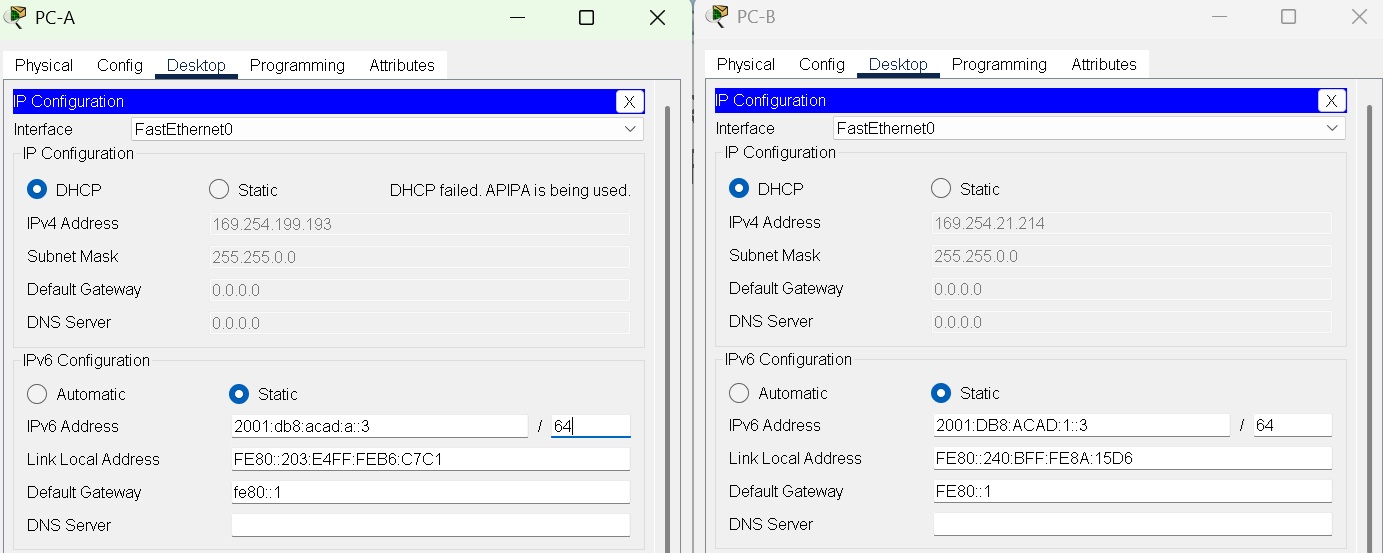 PC-A
Physical Config Desktop Programming Attributes
IP Configuration X
Interface FastEthernet0
IP Configuration
DHCP Static DHCP failed. APIPA is being used.
IPv4 Address 169.254.199.193
Subnet Mask 255.255.0.0
Default Gateway 0.0.0.0
DNS Server 0.0.0.0
IPv6 Configuration
Automatic Static
IPv6 Address 2001:db8:acad:a::3 / 64
Link Local Address FE80::203:E4FF:FEB6:C7C1
Default Gateway fe80::1
DNS Server
PC-B
Physical Config Desktop Programming Attributes
IP Configuration X
Interface FastEthernet0
IP Configuration
DHCP Static
IPv4 Address 169.254.21.214
Subnet Mask 255.255.0.0
Default Gateway 0.0.0.0
DNS Server 0.0.0.0
IPv6 Configuration
Automatic Static
IPv6 Address 2001:DB8:ACAD:1::3 / 64
Link Local Address FE80::240:BFF:FE8A:15D6
Default Gateway FE80::1
DNS Server